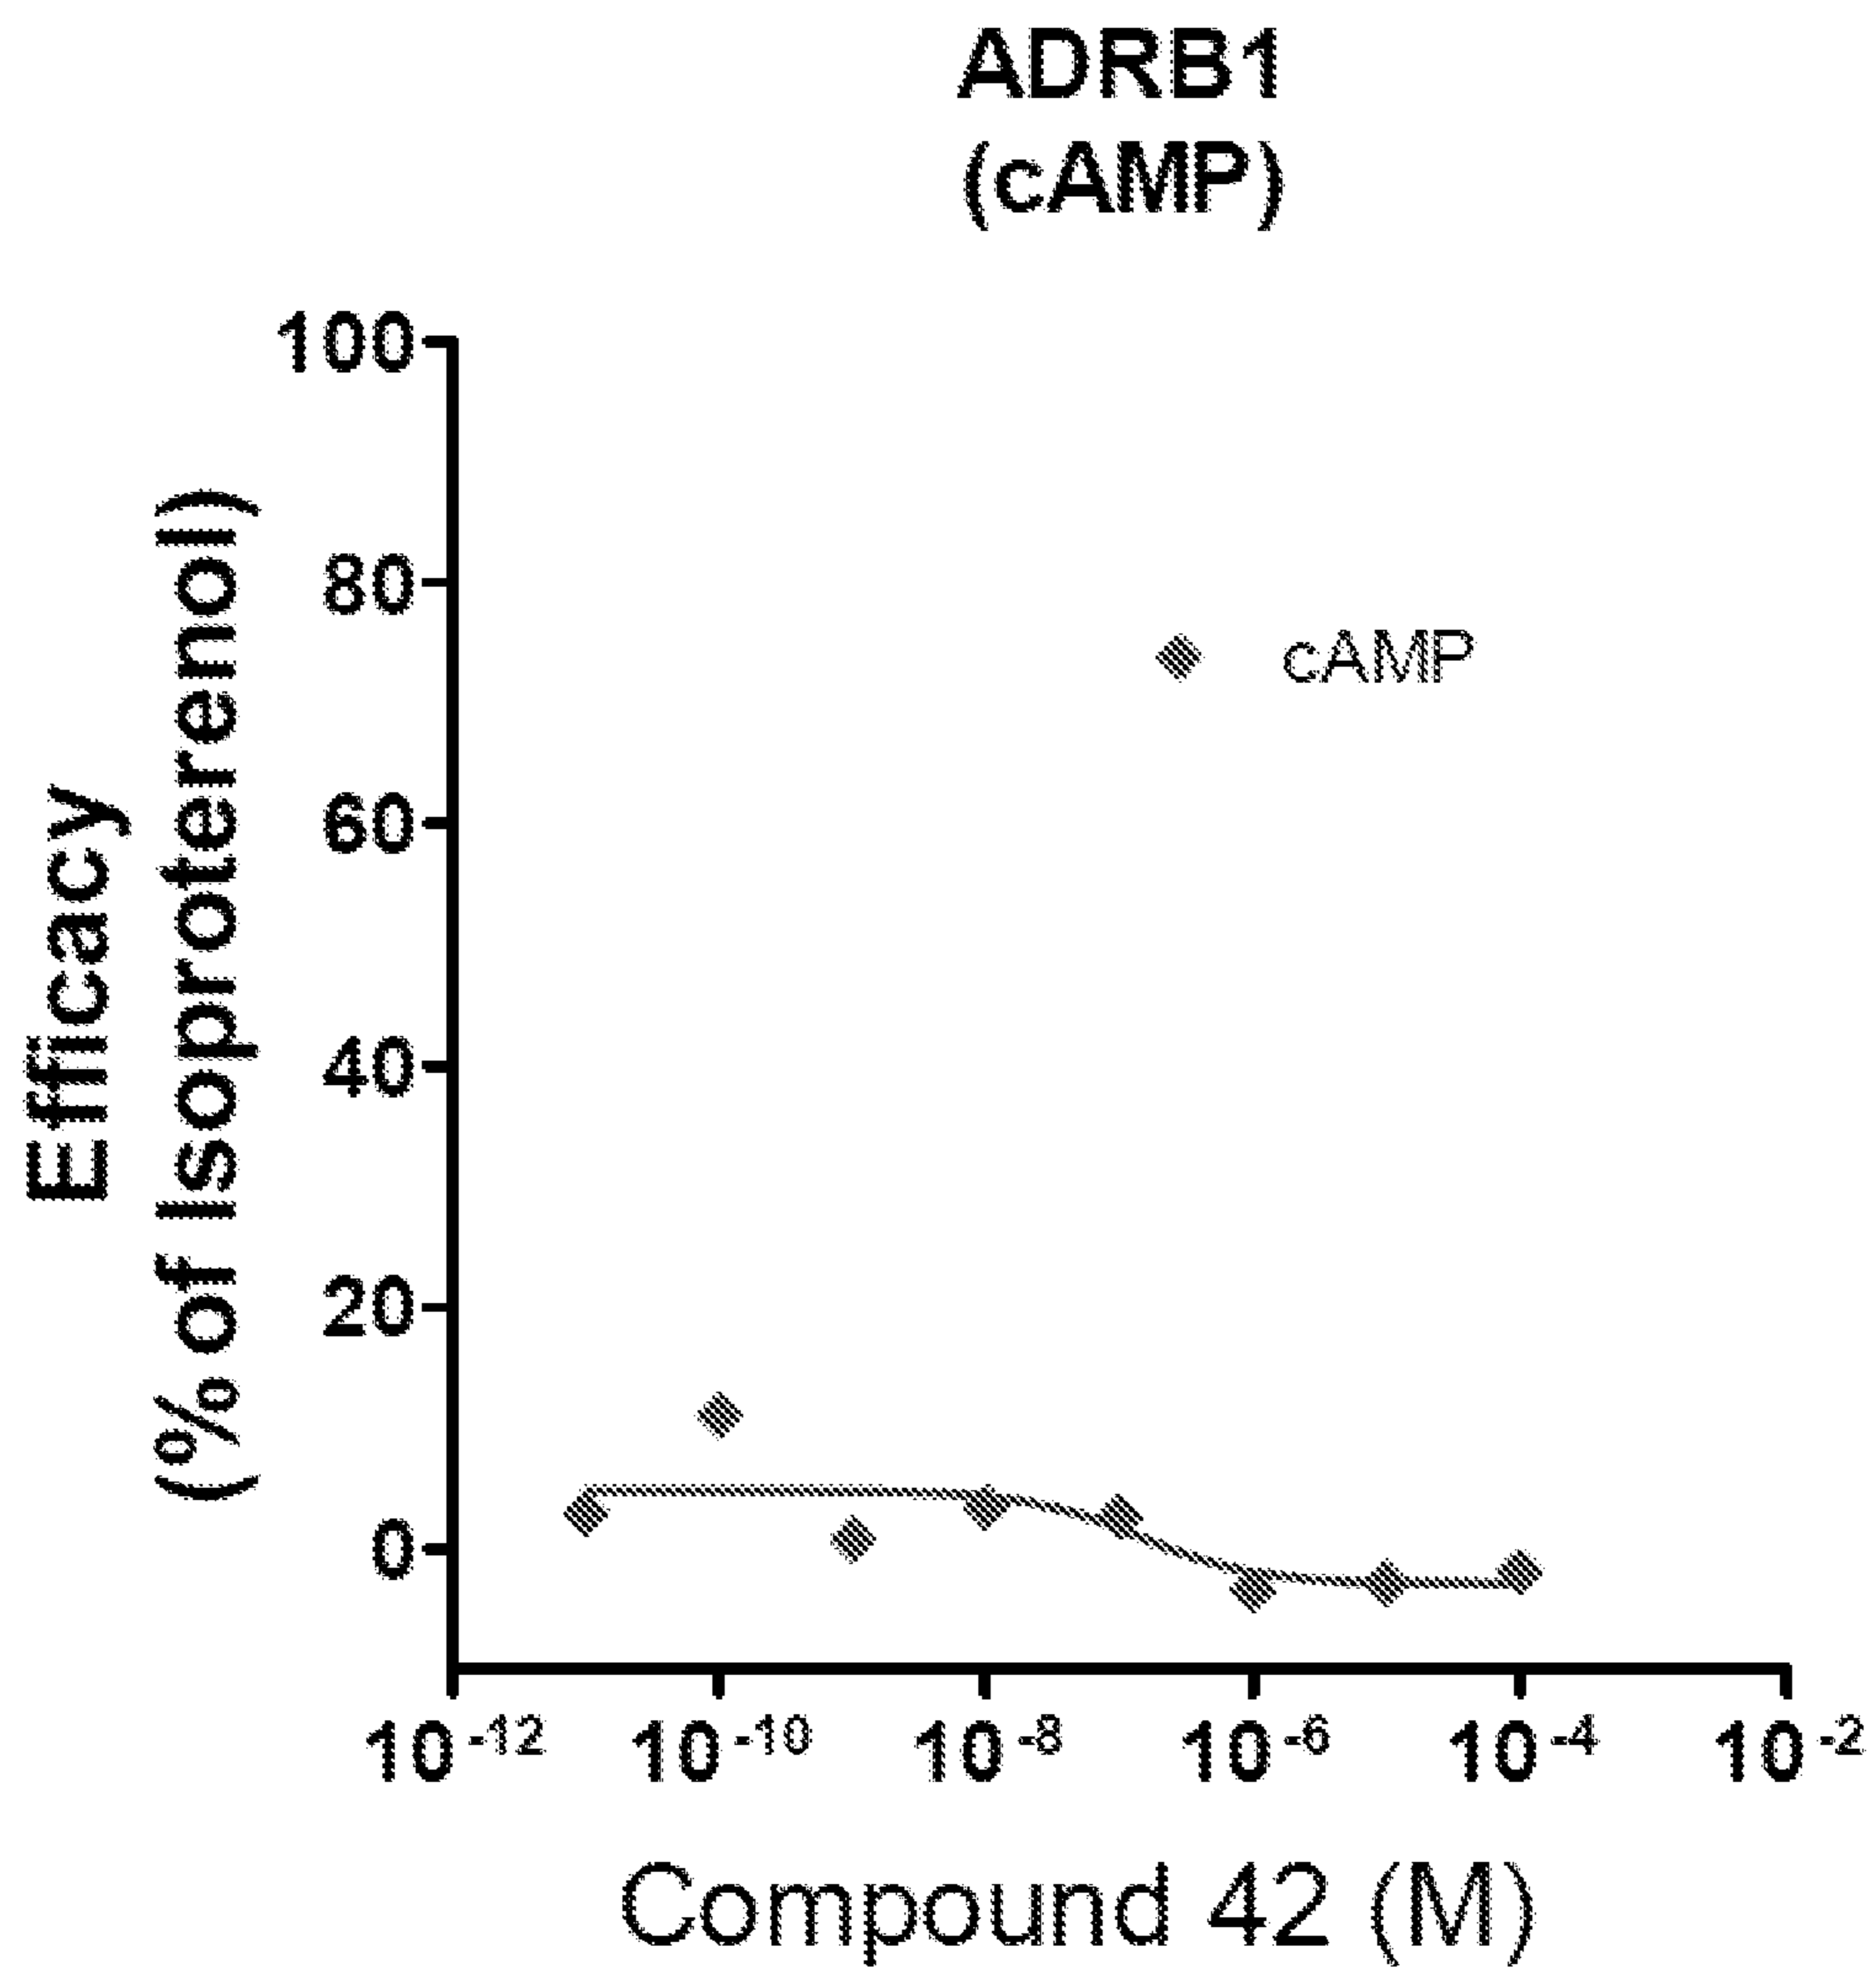 ADRB1
(cAMP)
Efficacy
(% of Isoproterenol)
100
80
60
40
20
0
cAMP
10-12
10-10
10-8
10-6
10-4
10-2
Compound 42 (M)